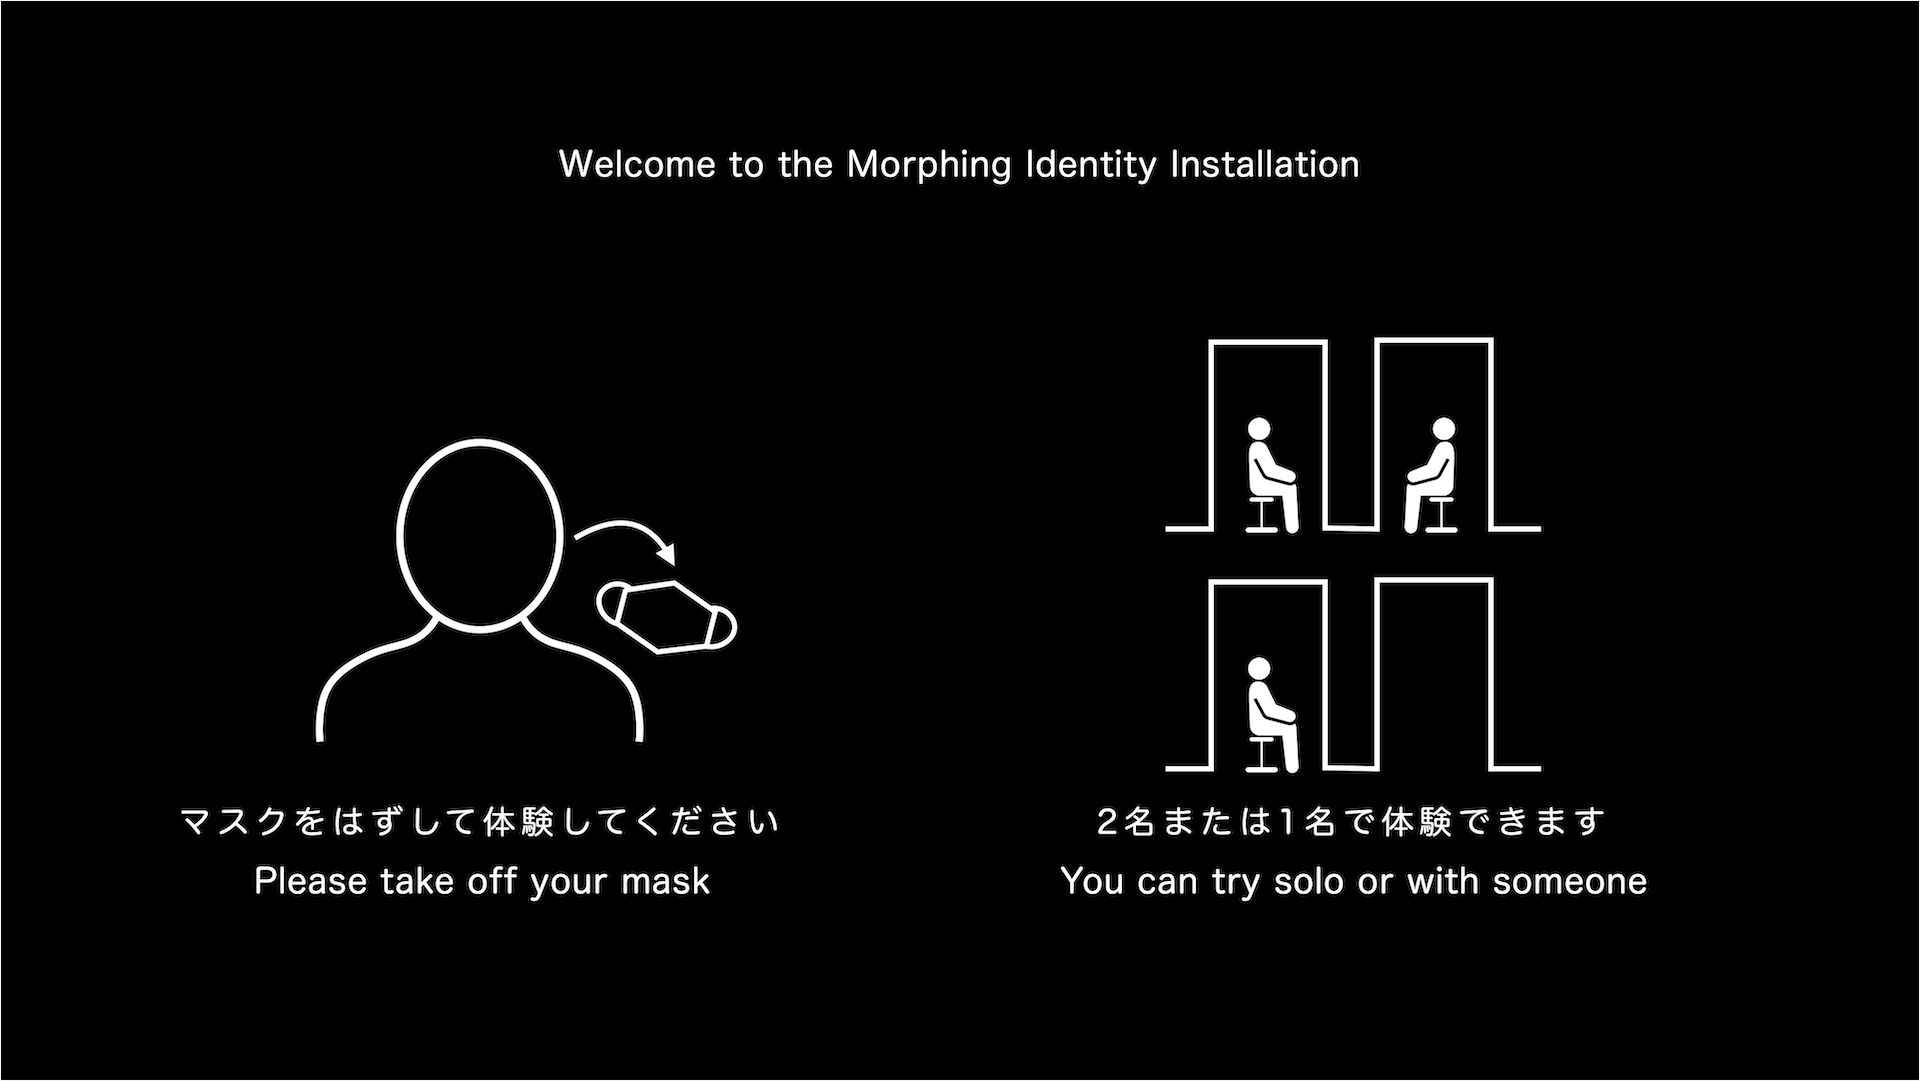 Welcome to the Morphing Identity Installation
マスクをはずして体験してください
Please take off your mask
2名または1名で体験できます
You can try solo or with someone